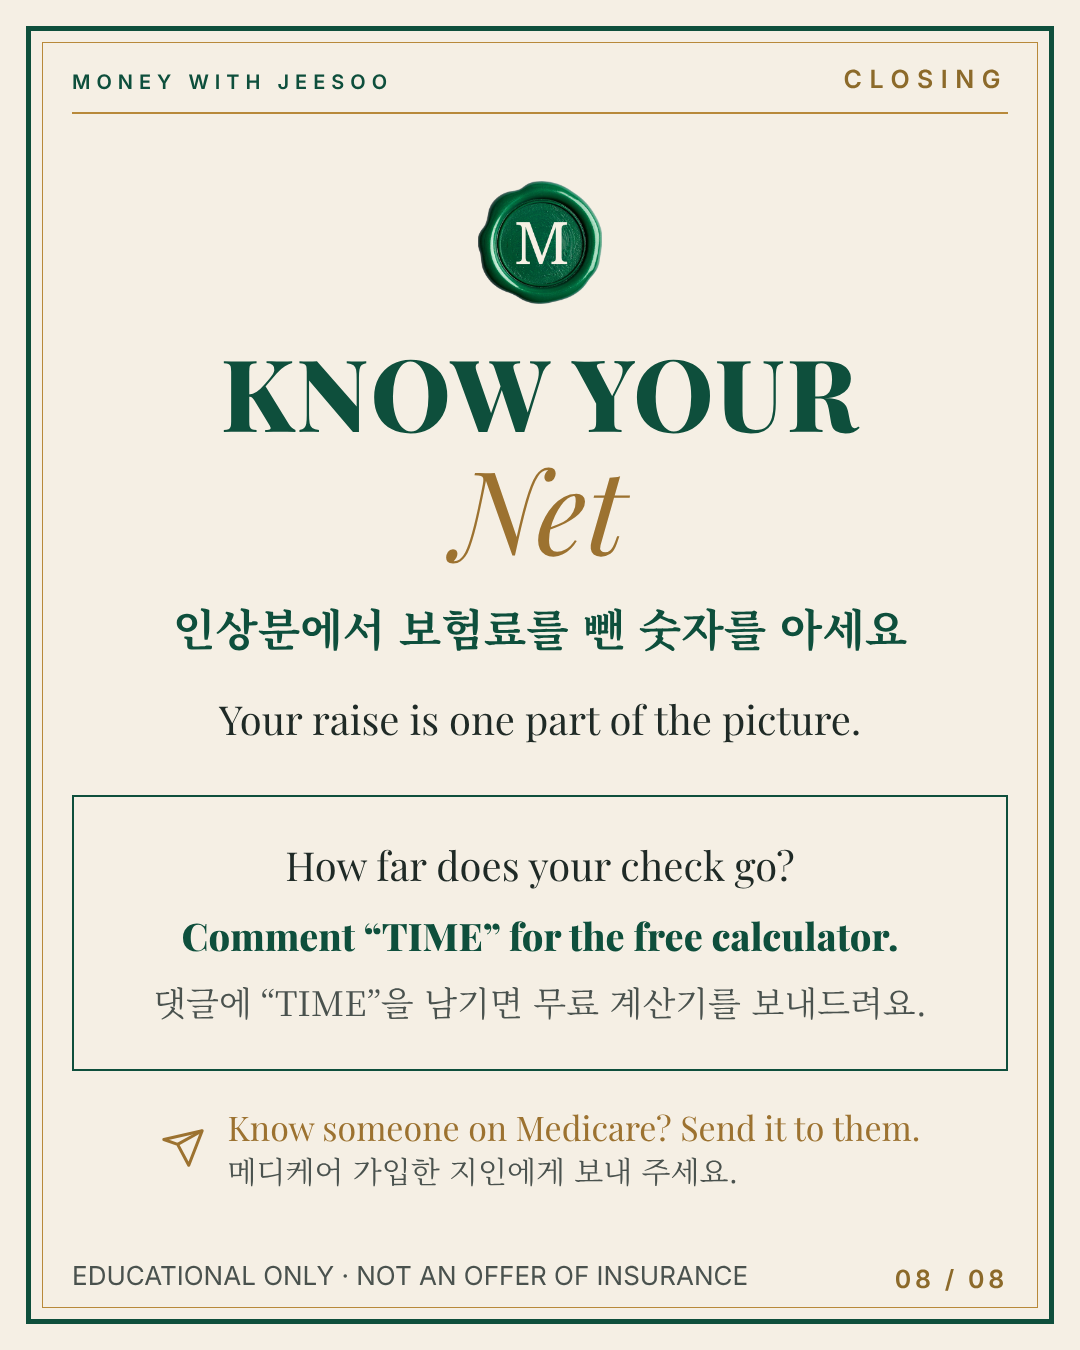 MONEY WITH JEESOO
CLOSING
M
KNOW YOUR
Net
인상분에서 보험료를 뺀 숫자를 아세요
Your raise is one part of the picture.
How far does your check go?
Comment “TIME” for the free calculator.
댓글에 “TIME”을 남기면 무료 계산기를 보내드려요.
Know someone on Medicare? Send it to them.
메디케어 가입한 지인에게 보내 주세요.
EDUCATIONAL ONLY · NOT AN OFFER OF INSURANCE
08 / 08